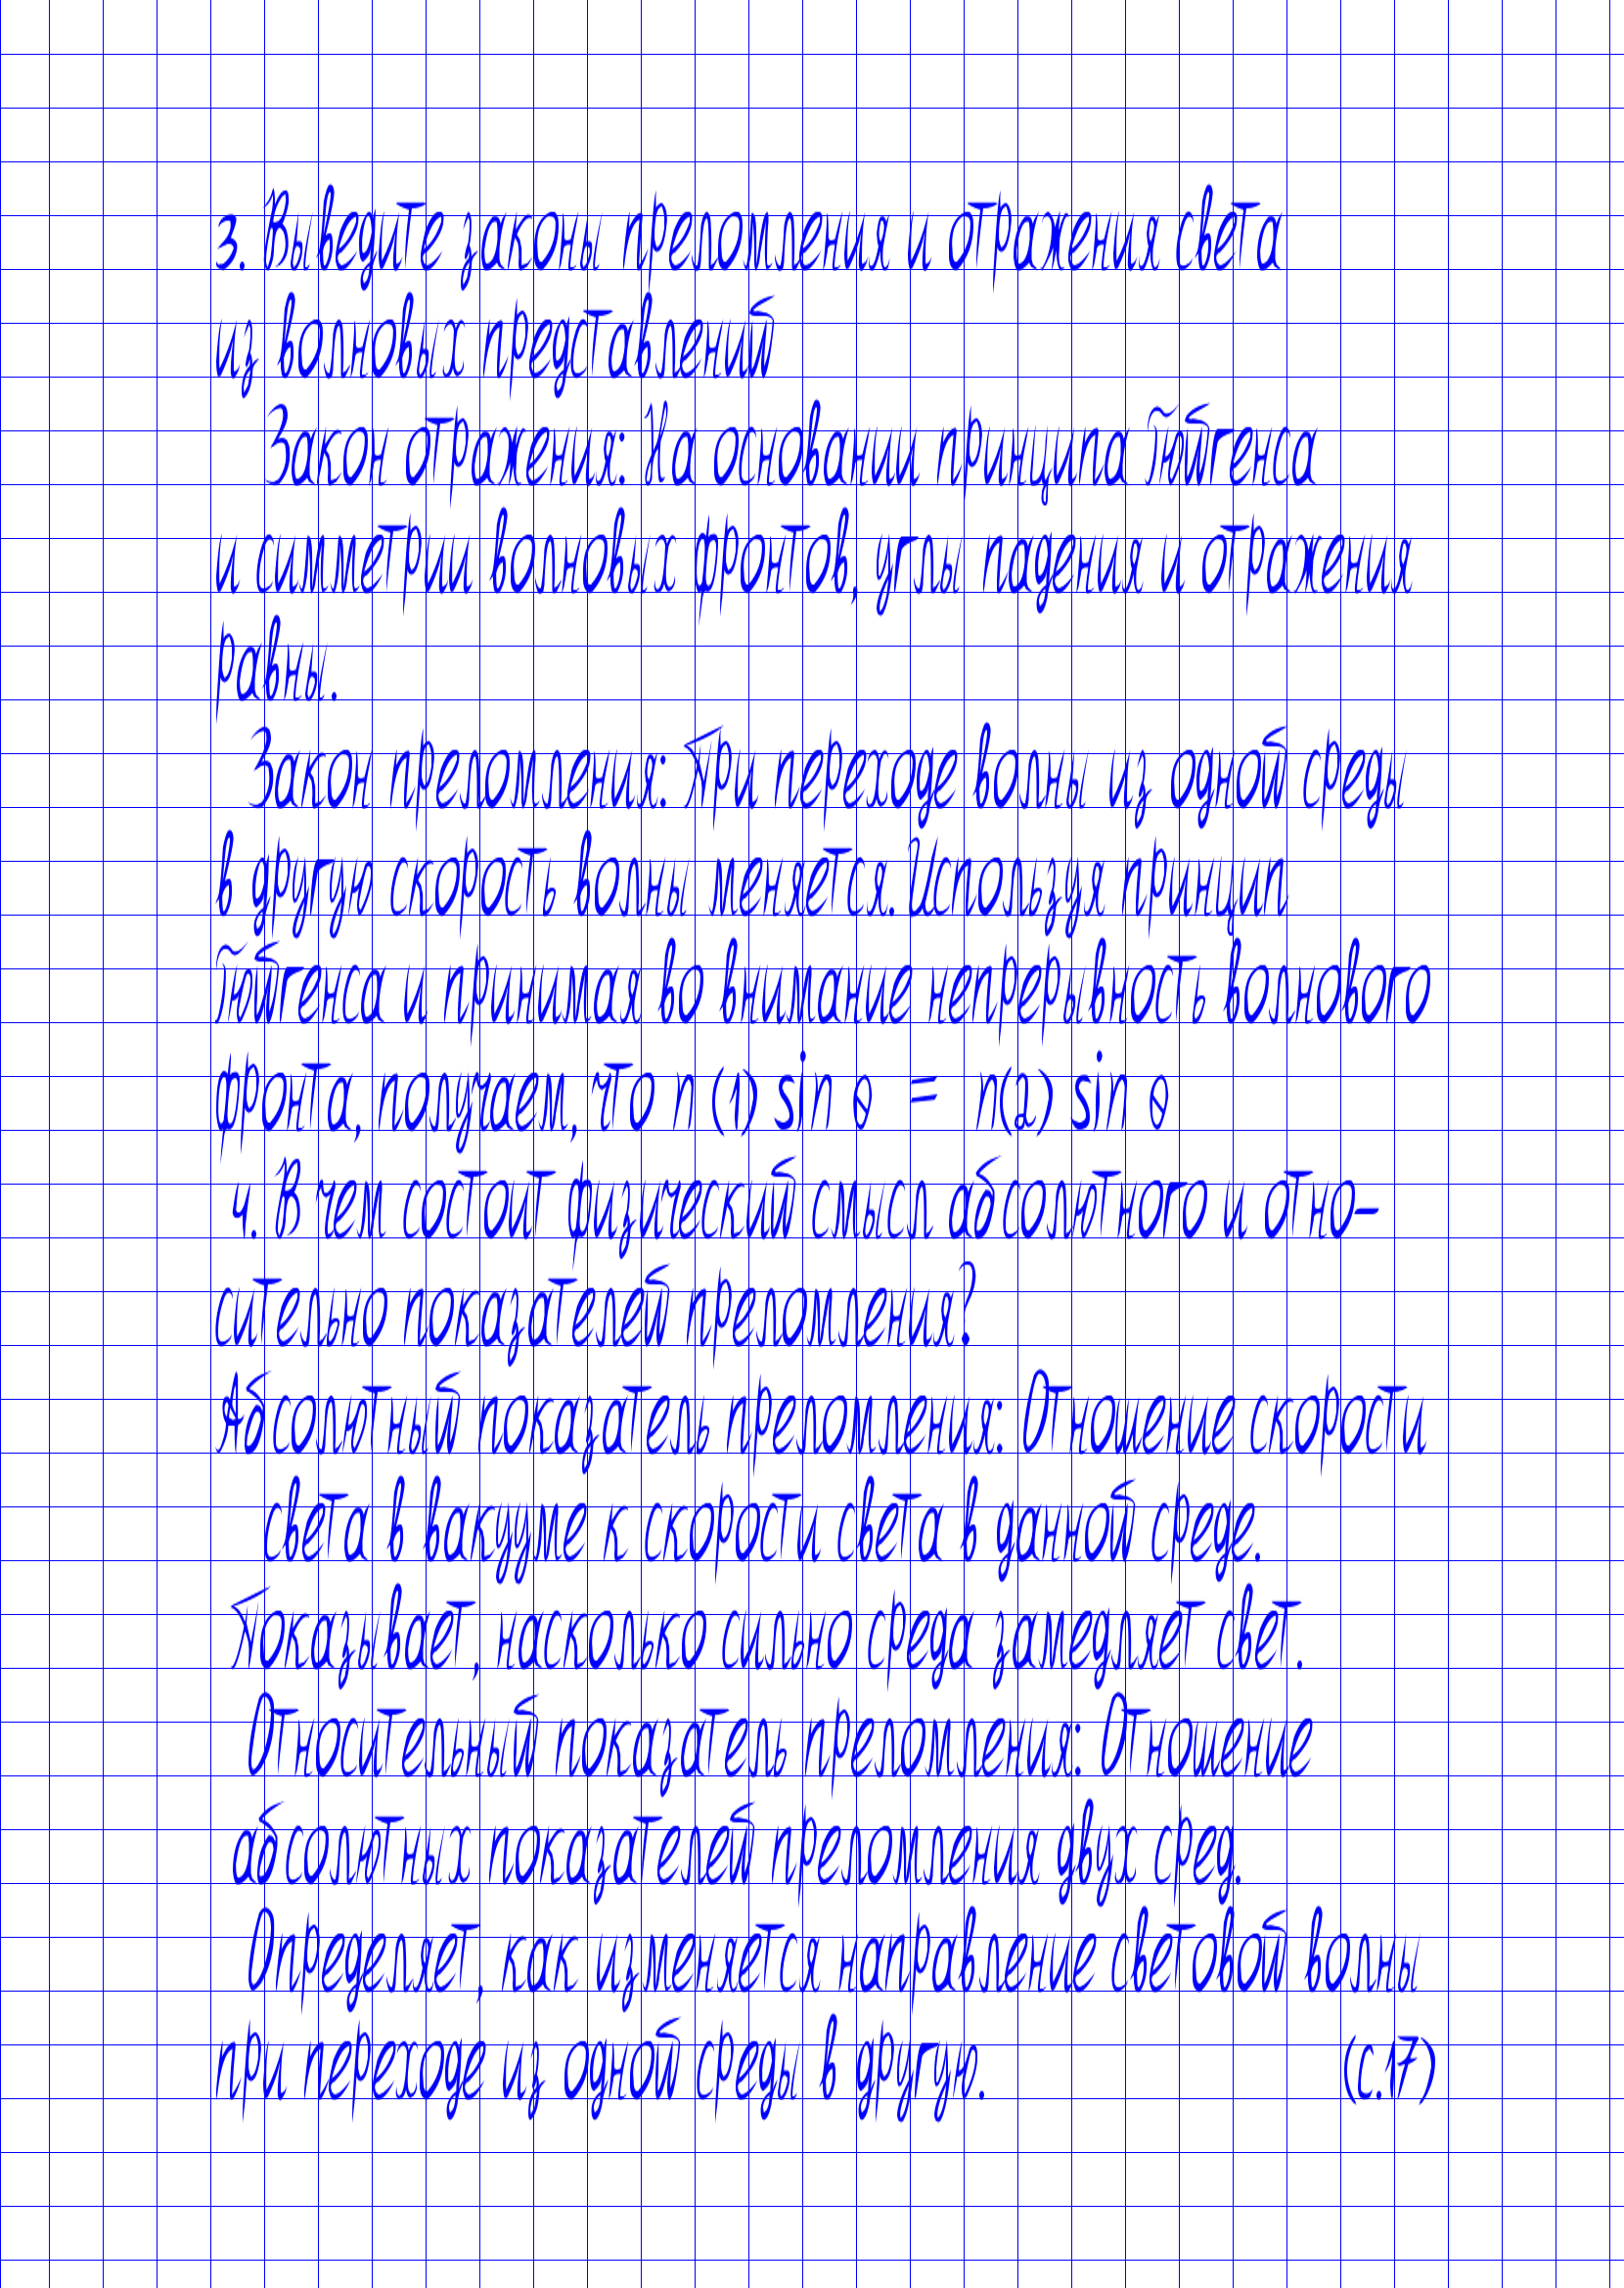 3. Выведите законы преломления и отражения света
из волновых представлений
Закон отражения: На основании принципа Гюйгенса
и симметрии волновых фронтов, углы падения и отражения
равны.
Закон преломления: При переходе волны из одной среды
в другую скорость волны меняется. Используя принцип
Гюйгенса и принимая во внимание непрерывность волнового
фронта, получаем, что n (1) sin θ = n(2) sin θ
4. В чем состоит физический смысл абсолютного и отно-
сительно показателей преломления?
Абсолютный показатель преломления: Отношение скорости
света в вакууме к скорости света в данной среде.
Показывает, насколько сильно среда замедляет свет.
Относительный показатель преломления: Отношение
абсолютных показателей преломления двух сред.
Определяет, как изменяется направление световой волны
при переходе из одной среды в другую. (с.17)